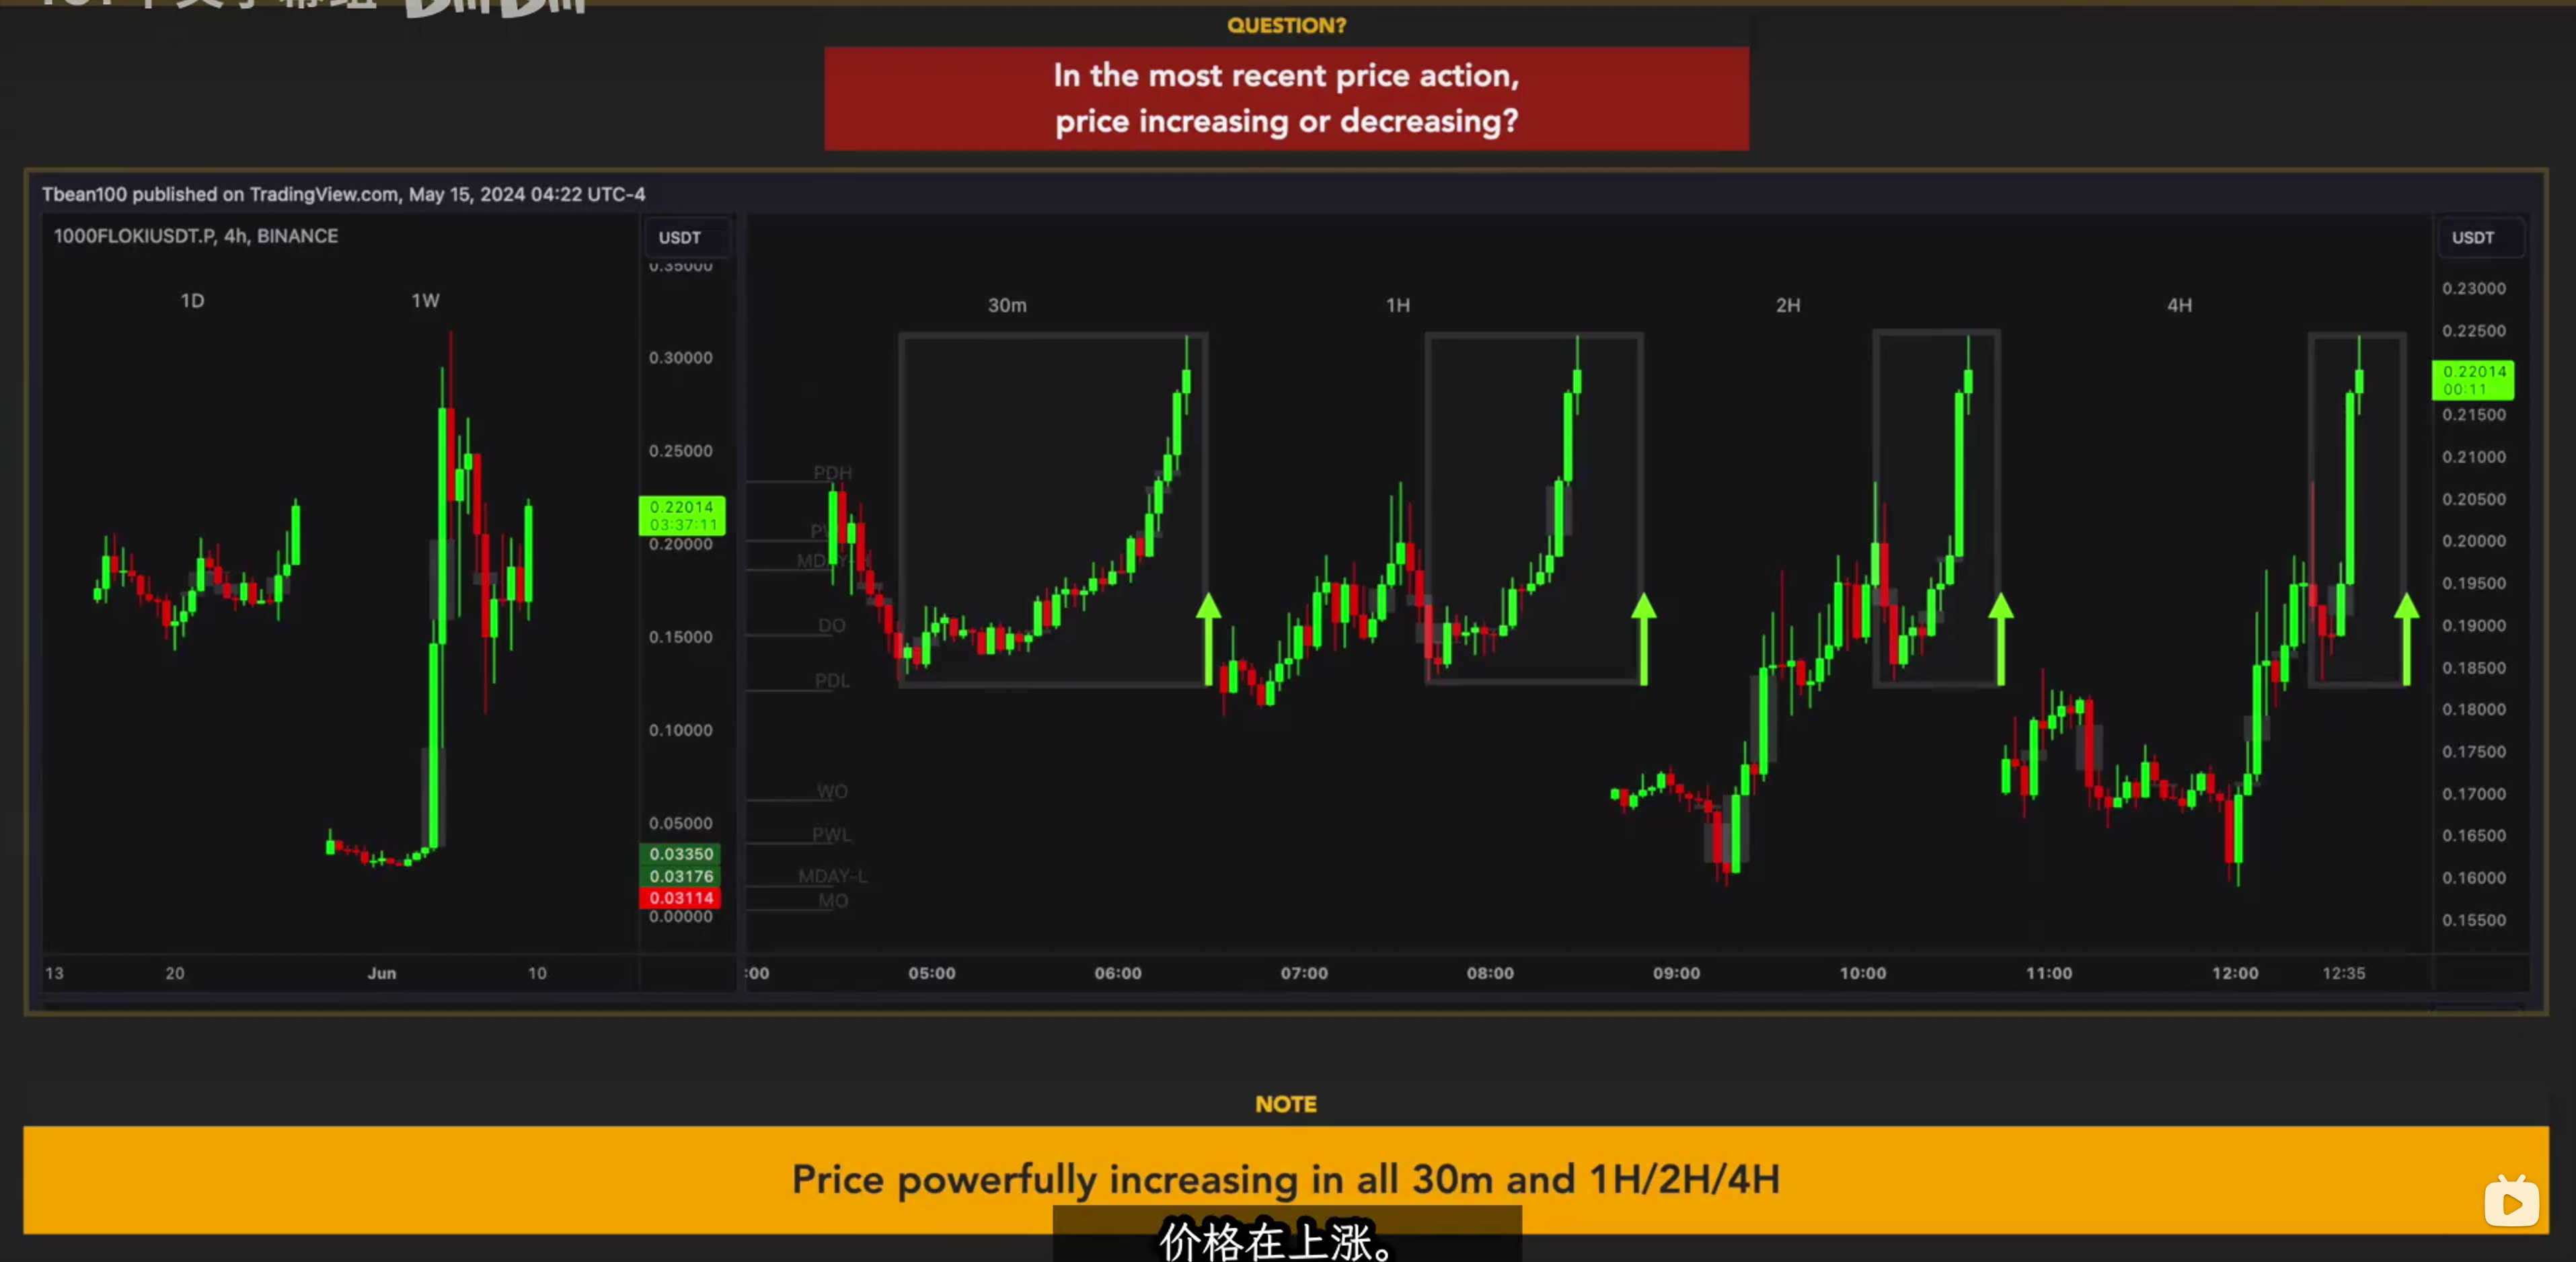 QUESTION?
In the most recent price action,
price increasing or decreasing?
Tbean100 published on TradingView.com, May 15, 2024 04:22 UTC-4
1000FLOKIUSDT.P, 4h, BINANCE
USDT
USDT
1D
1W
30m
1H
2H
4H
0.35000
0.30000
0.25000
0.22014
03:37:11
0.20000
0.15000
0.10000
0.05000
0.03350
0.03176
0.03114
0.00000
PDH
DO
PDL
WO
PWL
MDAY-L
MO
0.23000
0.22500
0.22014
00:11
0.21500
0.21000
0.20500
0.20000
0.19500
0.19000
0.18500
0.18000
0.17500
0.17000
0.16500
0.16000
0.15500
13
20
Jun
10
:00
05:00
06:00
07:00
08:00
09:00
10:00
11:00
12:00
12:35
NOTE
Price powerfully increasing in all 30m and 1H/2H/4H
价格在上涨。